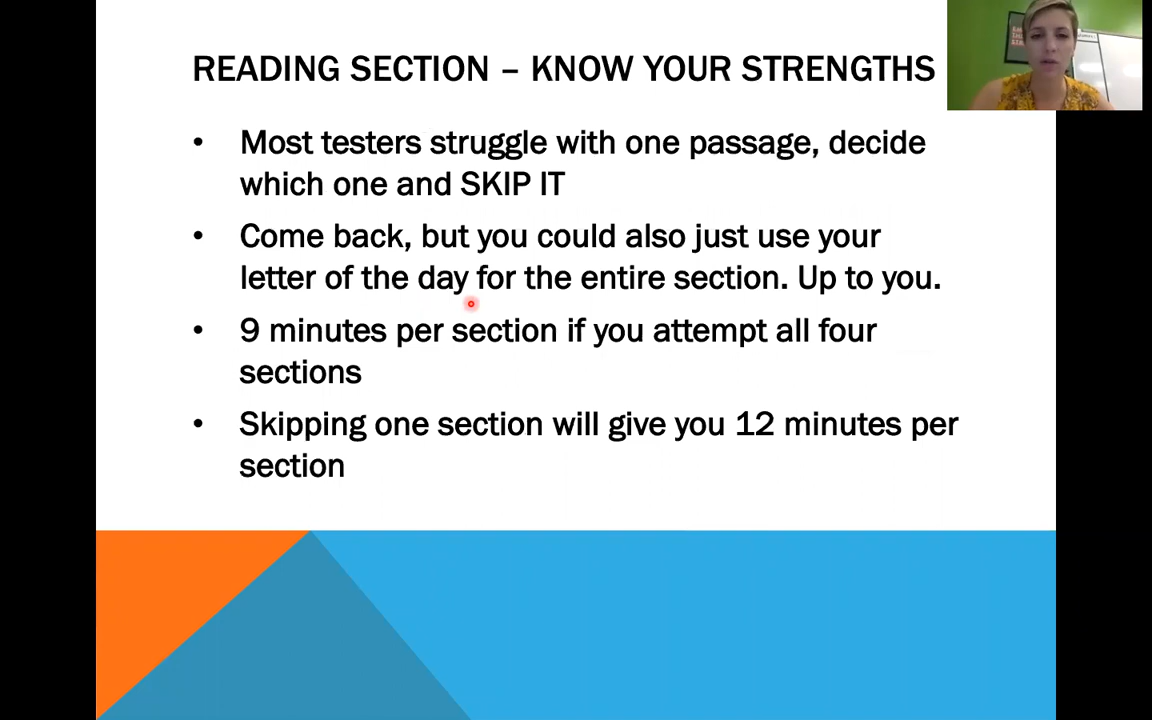 READING SECTION – KNOW YOUR STRENGTHS
• Most testers struggle with one passage, decide
which one and SKIP IT
• Come back, but you could also just use your
letter of the day for the entire section. Up to you.
• 9 minutes per section if you attempt all four
sections
• Skipping one section will give you 12 minutes per
section